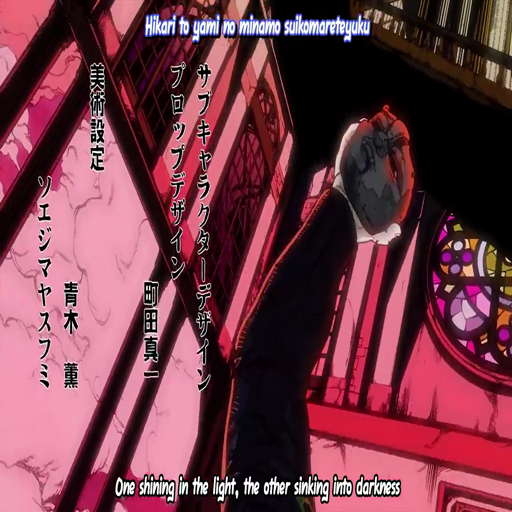 Hikari to yami no minamo suikomareteyuku
サブキャラクターデザイン
プロップデザイン
町田真一
美術設定
青木 薫
ソエジマヤスフミ
One shining in the light, the other sinking into darkness